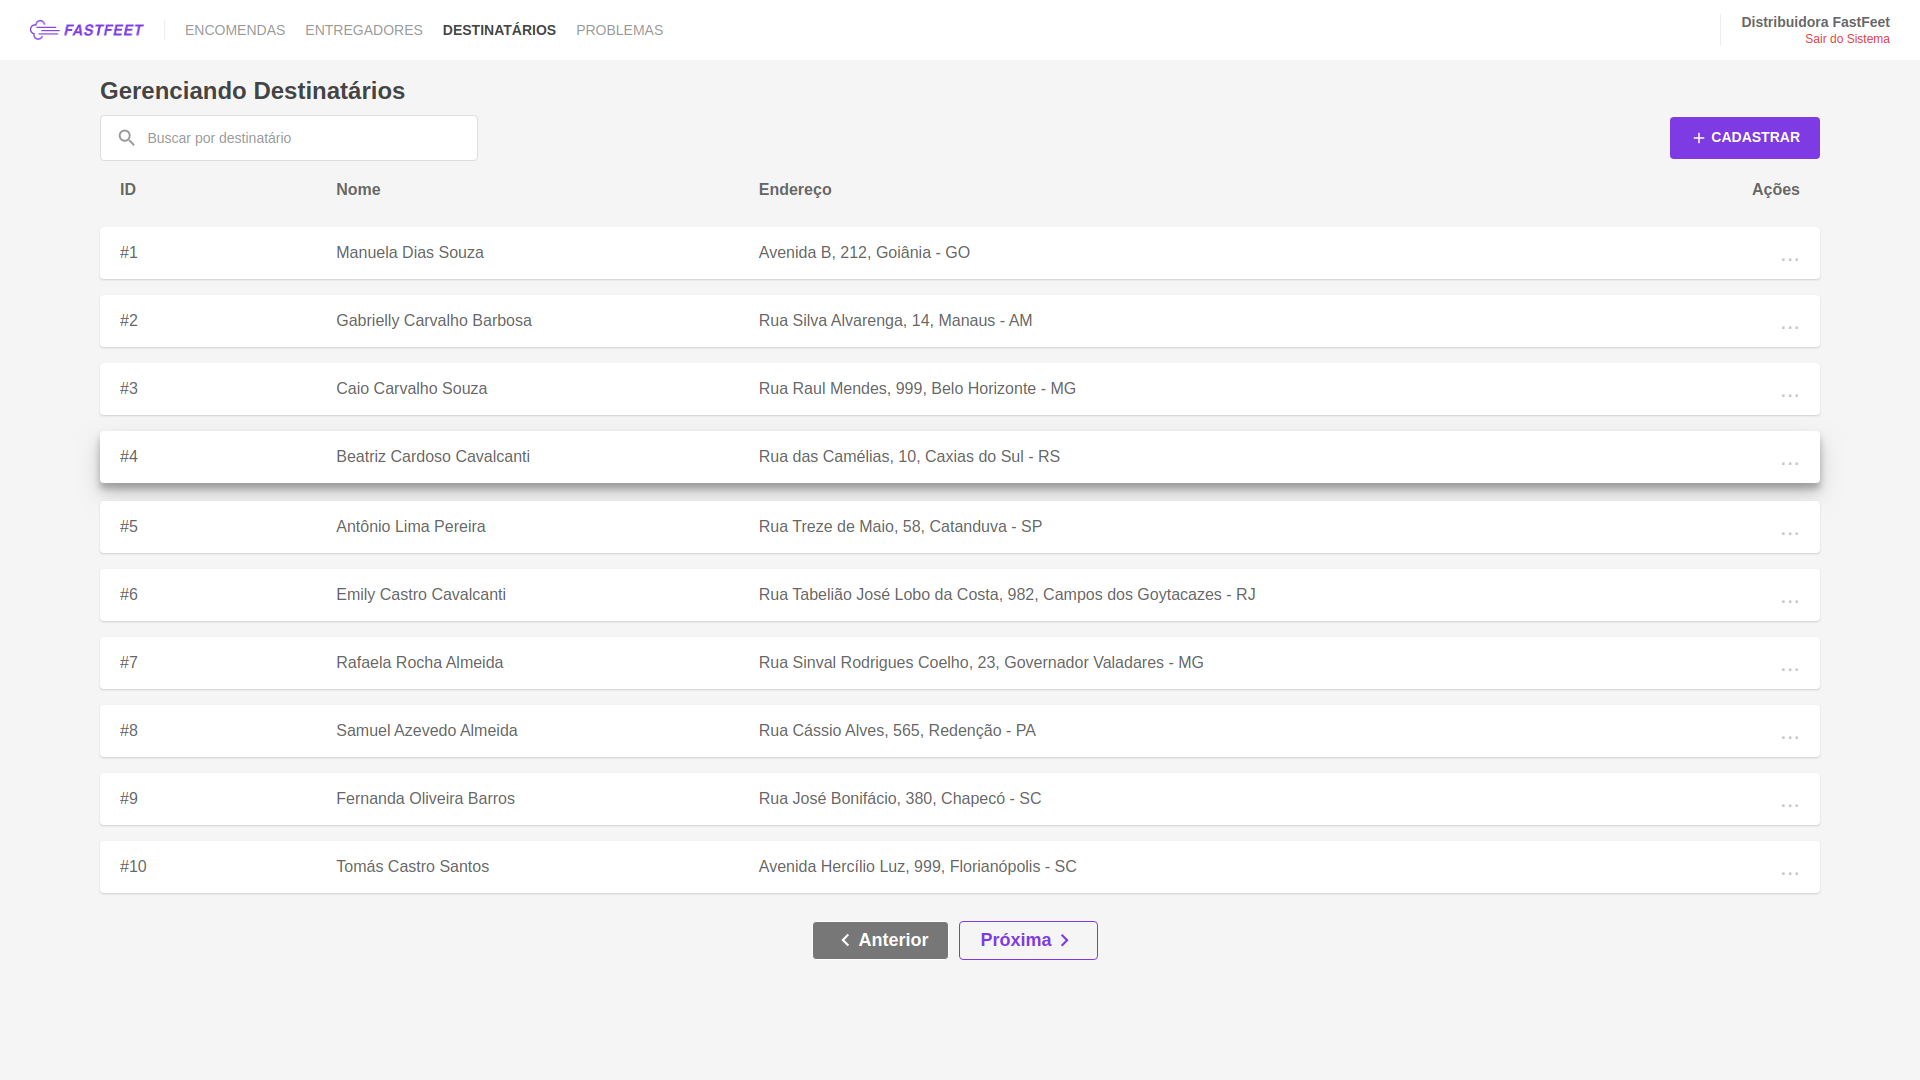 FASTFEET ENCOMENDAS ENTREGADORES DESTINATÁRIOS PROBLEMAS Distribuidora FastFeet
Sair do Sistema
Gerenciando Destinatários
Buscar por destinatário + CADASTRAR
ID Nome Endereço Ações
#1 Manuela Dias Souza Avenida B, 212, Goiânia - GO ...
#2 Gabrielly Carvalho Barbosa Rua Silva Alvarenga, 14, Manaus - AM ...
#3 Caio Carvalho Souza Rua Raul Mendes, 999, Belo Horizonte - MG ...
#4 Beatriz Cardoso Cavalcanti Rua das Camélias, 10, Caxias do Sul - RS ...
#5 Antônio Lima Pereira Rua Treze de Maio, 58, Catanduva - SP ...
#6 Emily Castro Cavalcanti Rua Tabelião José Lobo da Costa, 982, Campos dos Goytacazes - RJ ...
#7 Rafaela Rocha Almeida Rua Sinval Rodrigues Coelho, 23, Governador Valadares - MG ...
#8 Samuel Azevedo Almeida Rua Cássio Alves, 565, Redenção - PA ...
#9 Fernanda Oliveira Barros Rua José Bonifácio, 380, Chapecó - SC ...
#10 Tomás Castro Santos Avenida Hercílio Luz, 999, Florianópolis - SC ...
Anterior Próxima